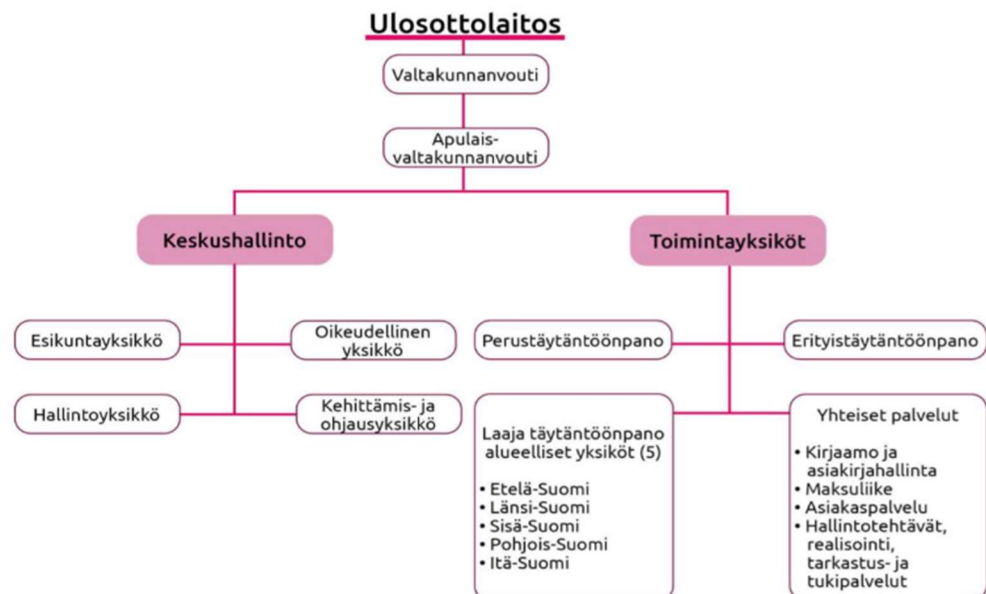 Ulosottolaitos
Valtakunnanvouti
Apulais-
valtakunnanvouti
Keskushallinto
Toimintayksiköt
Esikuntayksikkö
Oikeudellinen
yksikkö
Hallintoyksikkö
Kehittämis- ja
ohjausyksikkö
Perustäytäntöönpano
Erityistäytäntöönpano
Laaja täytäntöönpano
alueelliset yksiköt (5)
• Etelä-Suomi
• Länsi-Suomi
• Sisä-Suomi
• Pohjois-Suomi
• Itä-Suomi
Yhteiset palvelut
• Kirjaamo ja
asiakirjahallinta
• Maksuliike
• Asiakaspalvelu
• Hallintotehtävät,
realisointi,
tarkastus- ja
tukipalvelut